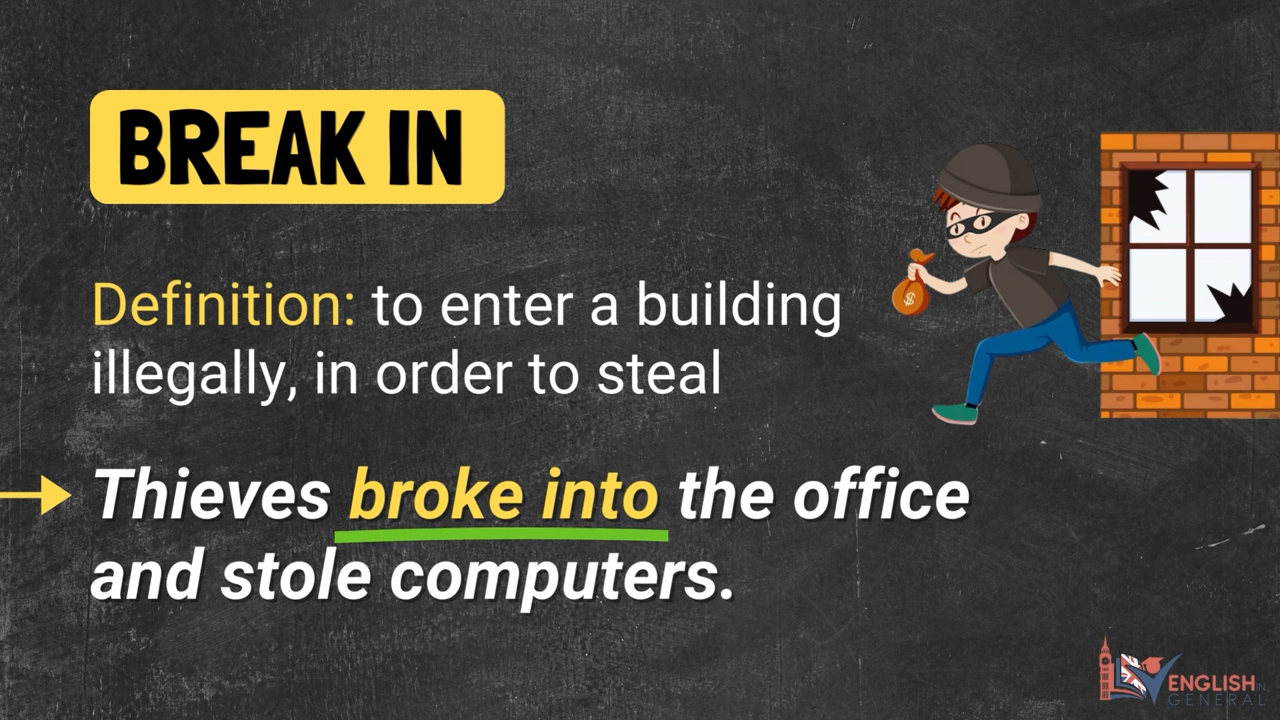 BREAK IN
Definition: to enter a building
illegally, in order to steal
Thieves broke into the office
and stole computers.
$
ENGLISH IN
GENERAL